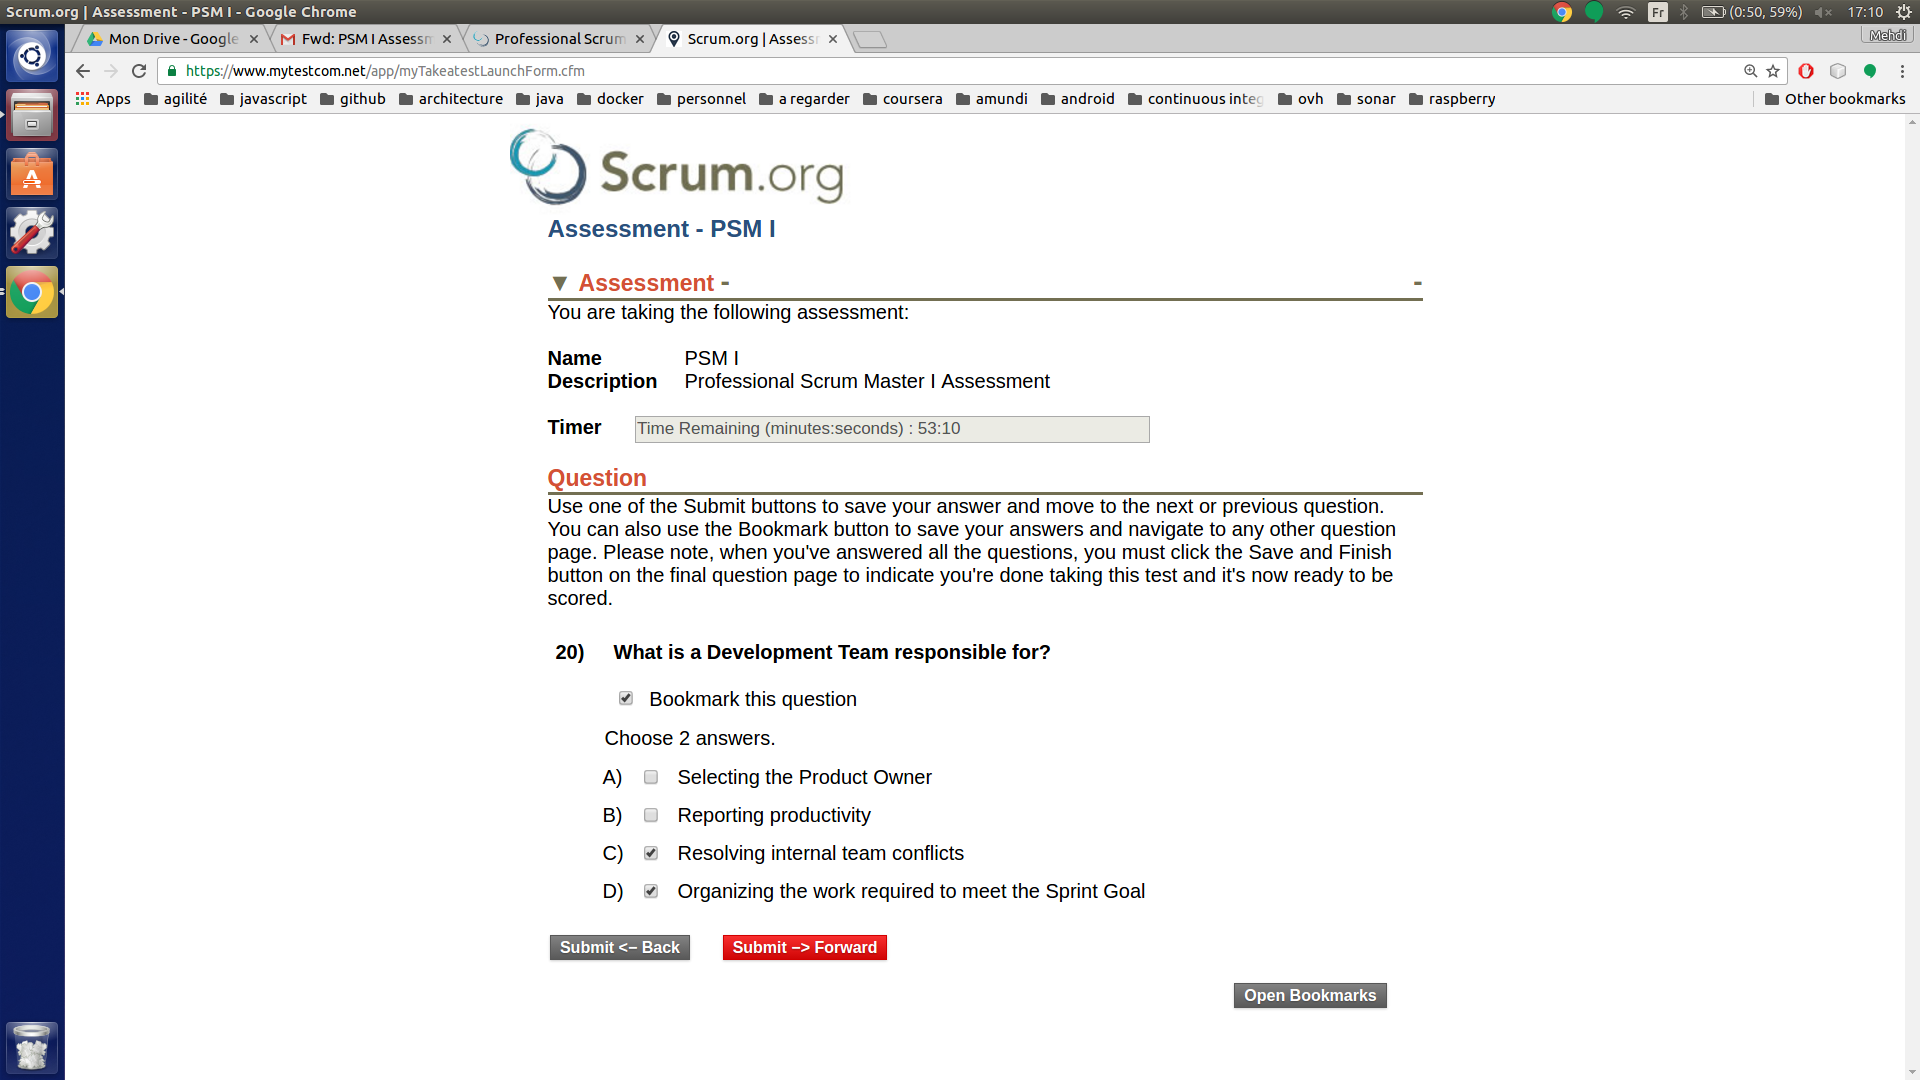 Scrum.org | Assessment - PSM I - Google Chrome
Fr
(0:50, 59%)
17:10
Mon Drive - Google
Fwd: PSM I Assessm
Professional Scrum
Scrum.org | Assess
Mehdi
https://www.mytestcom.net/app/myTakeatestLaunchForm.cfm
Apps agilité javascript github architecture java docker personnel a regarder coursera amundi android continuous integ ovh sonar raspberry Other bookmarks
Scrum.org
Assessment - PSM I
▼ Assessment - -
You are taking the following assessment:
Name PSM I
Description Professional Scrum Master I Assessment
Timer Time Remaining (minutes:seconds) : 53:10
Question
Use one of the Submit buttons to save your answer and move to the next or previous question.
You can also use the Bookmark button to save your answers and navigate to any other question
page. Please note, when you've answered all the questions, you must click the Save and Finish
button on the final question page to indicate you're done taking this test and it's now ready to be
scored.
20) What is a Development Team responsible for?
Bookmark this question
Choose 2 answers.
A) Selecting the Product Owner
B) Reporting productivity
C) Resolving internal team conflicts
D) Organizing the work required to meet the Sprint Goal
Submit <− Back Submit −> Forward
Open Bookmarks